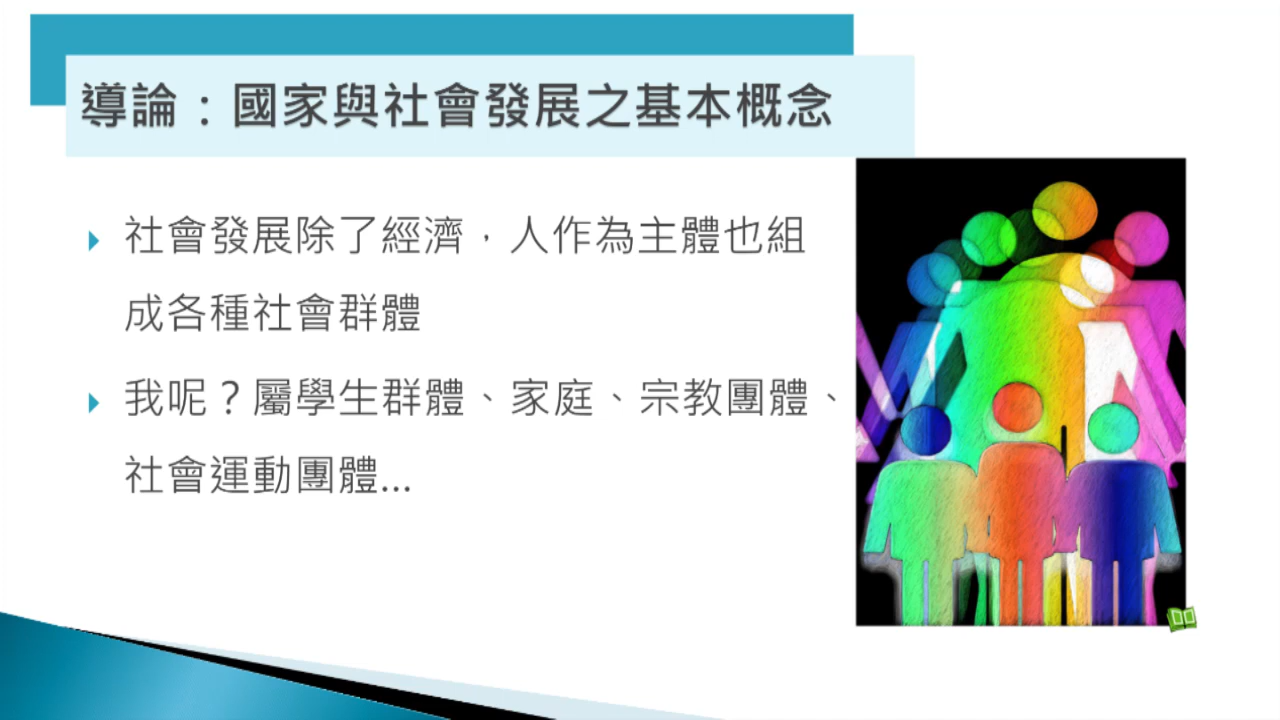 導論：國家與社會發展之基本概念
社會發展除了經濟，人作為主體也組
成各種社會群體
我呢？屬學生群體、家庭、宗教團體、
社會運動團體…